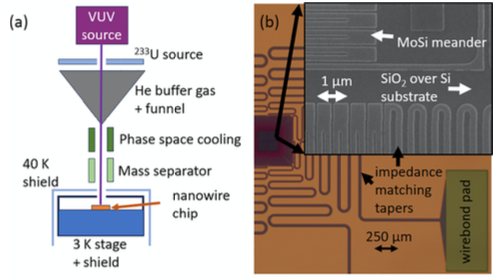 (a)
VUV
source
²³³U source
He buffer gas
+ funnel
Phase space cooling
Mass separator
40 K
shield
nanowire
chip
3 K stage
+ shield
(b)
MoSi meander
1 µm
SiO₂ over Si
substrate
impedance
matching
tapers
250 µm
wirebond pad